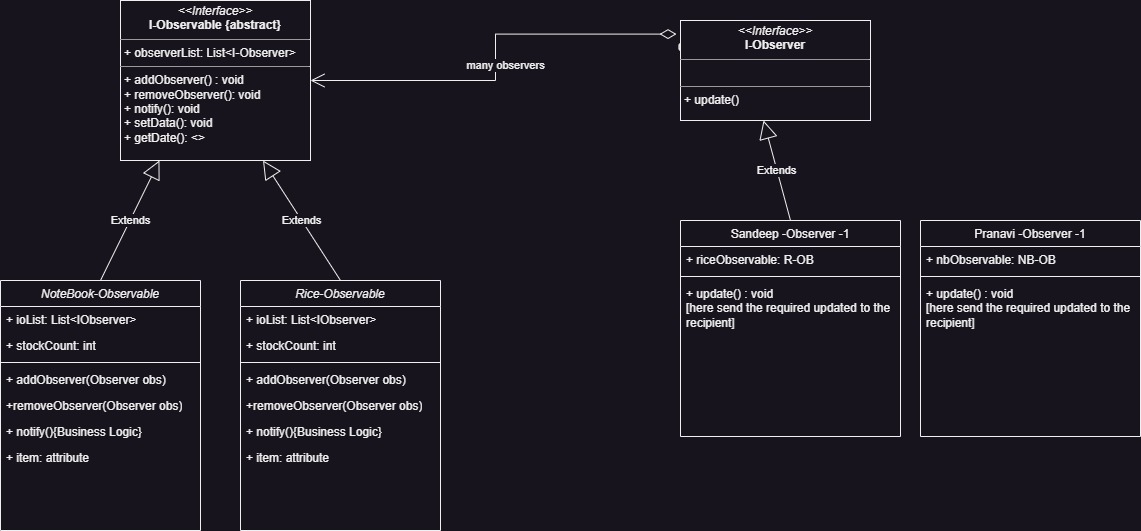 <<Interface>>
I-Observable {abstract}
+ observerList: List<I-Observer>
+ addObserver() : void
+ removeObserver(): void
+ notify(): void
+ setData(): void
+ getDate(): <>
many observers
<<Interface>>
I-Observer
+ update()
Extends
Extends
Extends
NoteBook-Observable
+ ioList: List<IObserver>
+ stockCount: int
+ addObserver(Observer obs)
+removeObserver(Observer obs)
+ notify(){Business Logic}
+ item: attribute
Rice-Observable
+ ioList: List<IObserver>
+ stockCount: int
+ addObserver(Observer obs)
+removeObserver(Observer obs)
+ notify(){Business Logic}
+ item: attribute
Sandeep -Observer -1
+ riceObservable: R-OB
+ update() : void
[here send the required updated to the
recipient]
Pranavi -Observer -1
+ nbObservable: NB-OB
+ update() : void
[here send the required updated to the
recipient]